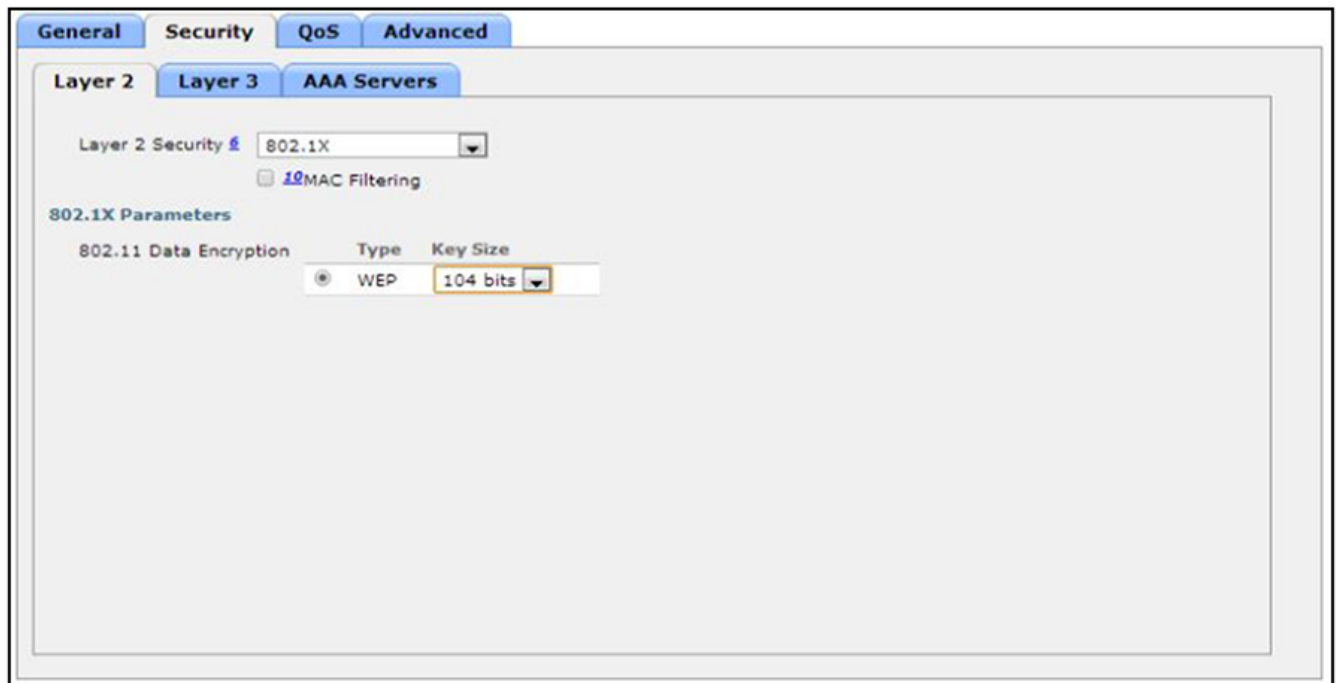 General Security QoS Advanced
Layer 2 Layer 3 AAA Servers
Layer 2 Security 6 802.1X
10MAC Filtering
802.1X Parameters
802.11 Data Encryption Type Key Size
WEP 104 bits